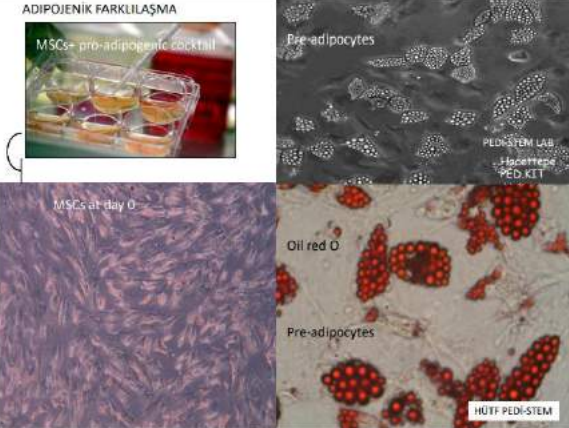 ADIPOJENİK FARKLILAŞMA
MSCs+ pro-adipogenic cocktail
Pre-adipocytes
PEDİ-STEM LAB
Hacettepe
PED.KIT
MSCs at day 0
Oil red O
Pre-adipocytes
HÜTF PEDİ-STEM